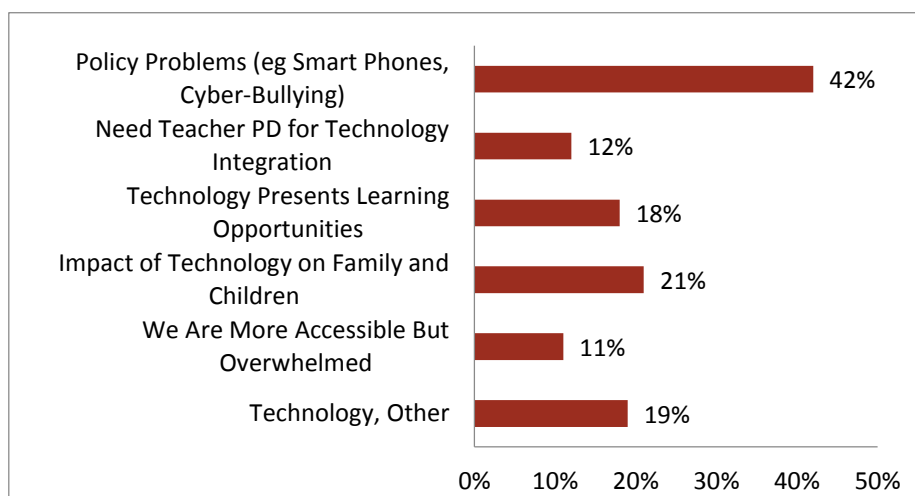 Policy Problems (eg Smart Phones,
Cyber-Bullying)
42%
Need Teacher PD for Technology
Integration
12%
Technology Presents Learning
Opportunities
18%
Impact of Technology on Family and
Children
21%
We Are More Accessible But
Overwhelmed
11%
Technology, Other
19%
0% 10% 20% 30% 40% 50%